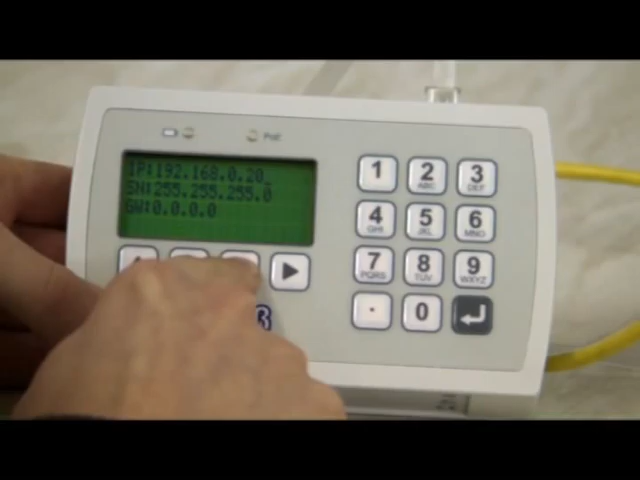 IP:192.168.0.20_
SN:255.255.255.0
GW:0.0.0.0
PoE
1
2 ABC
3 DEF
4 GHI
5 JKL
6 MNO
7 PQRS
8 TUV
9 WXYZ
.
0